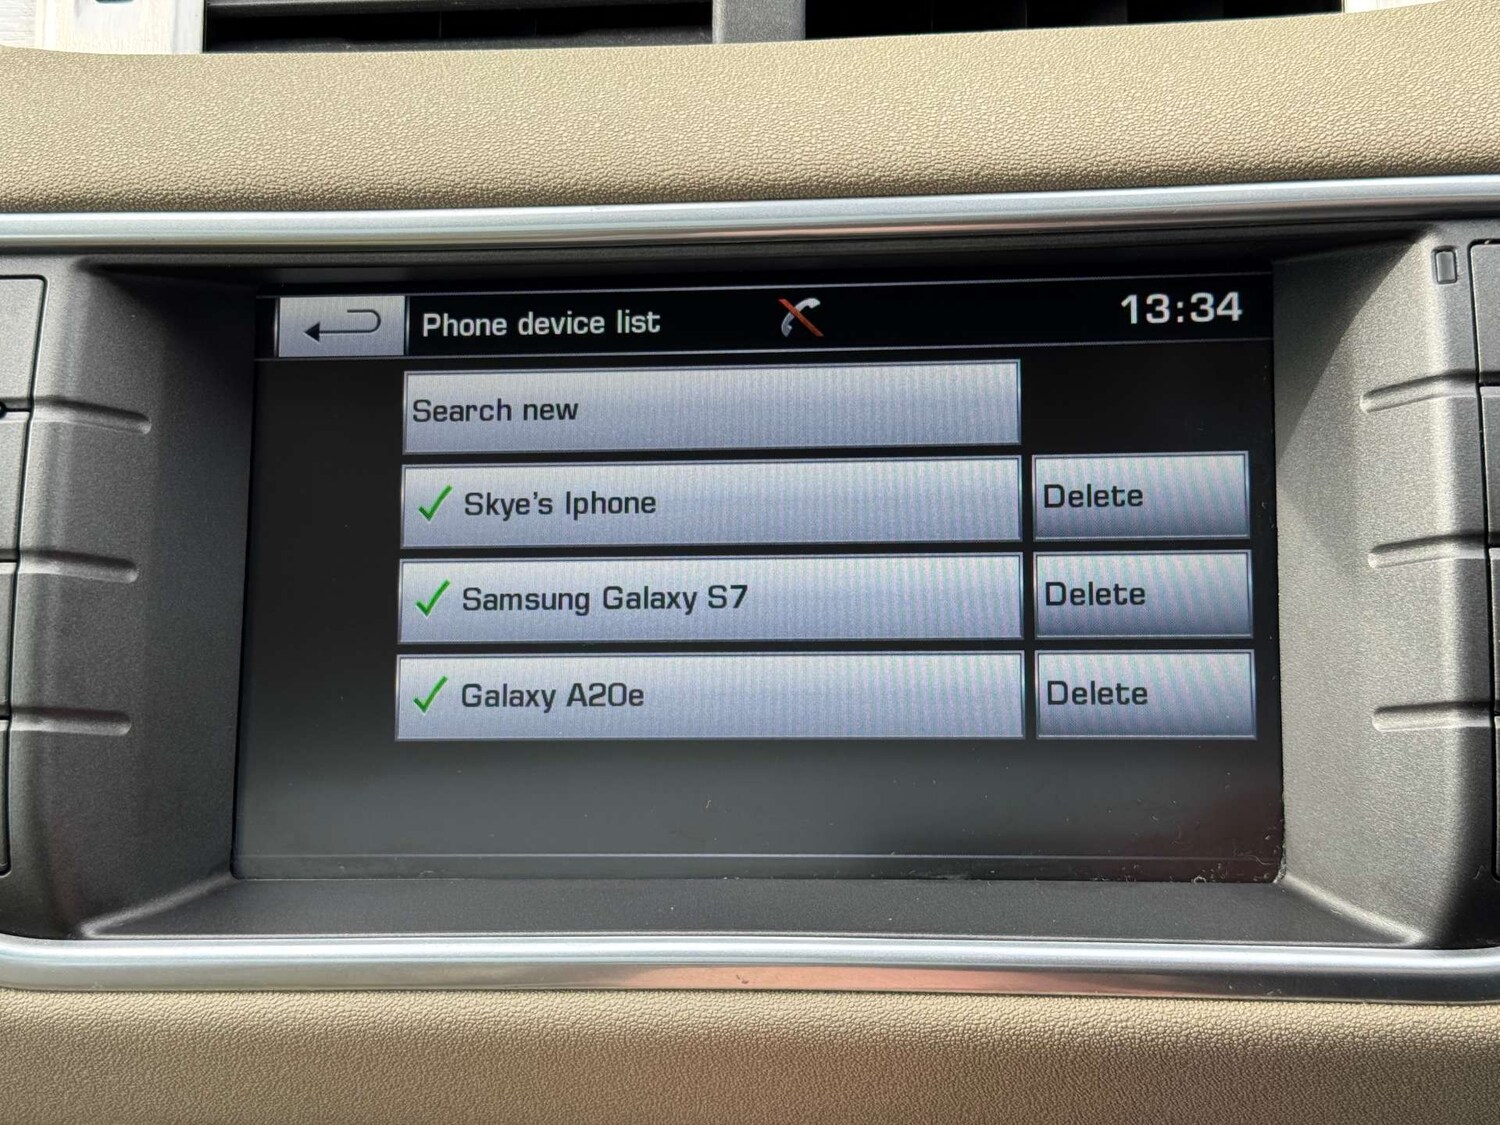 Phone device list
13:34
Search new
Skye's Iphone
Delete
Samsung Galaxy S7
Delete
Galaxy A20e
Delete